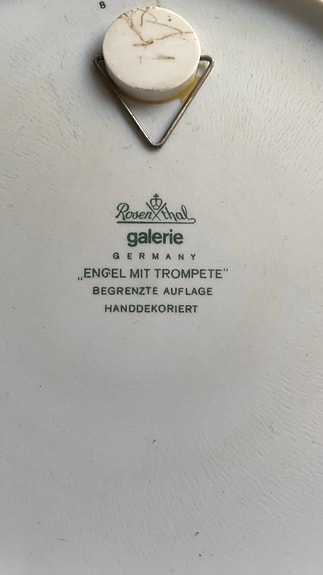 B
Rosenthal
galerie
GERMANY
„ENGEL MIT TROMPETE"
BEGRENZTE AUFLAGE
HANDDEKORIERT